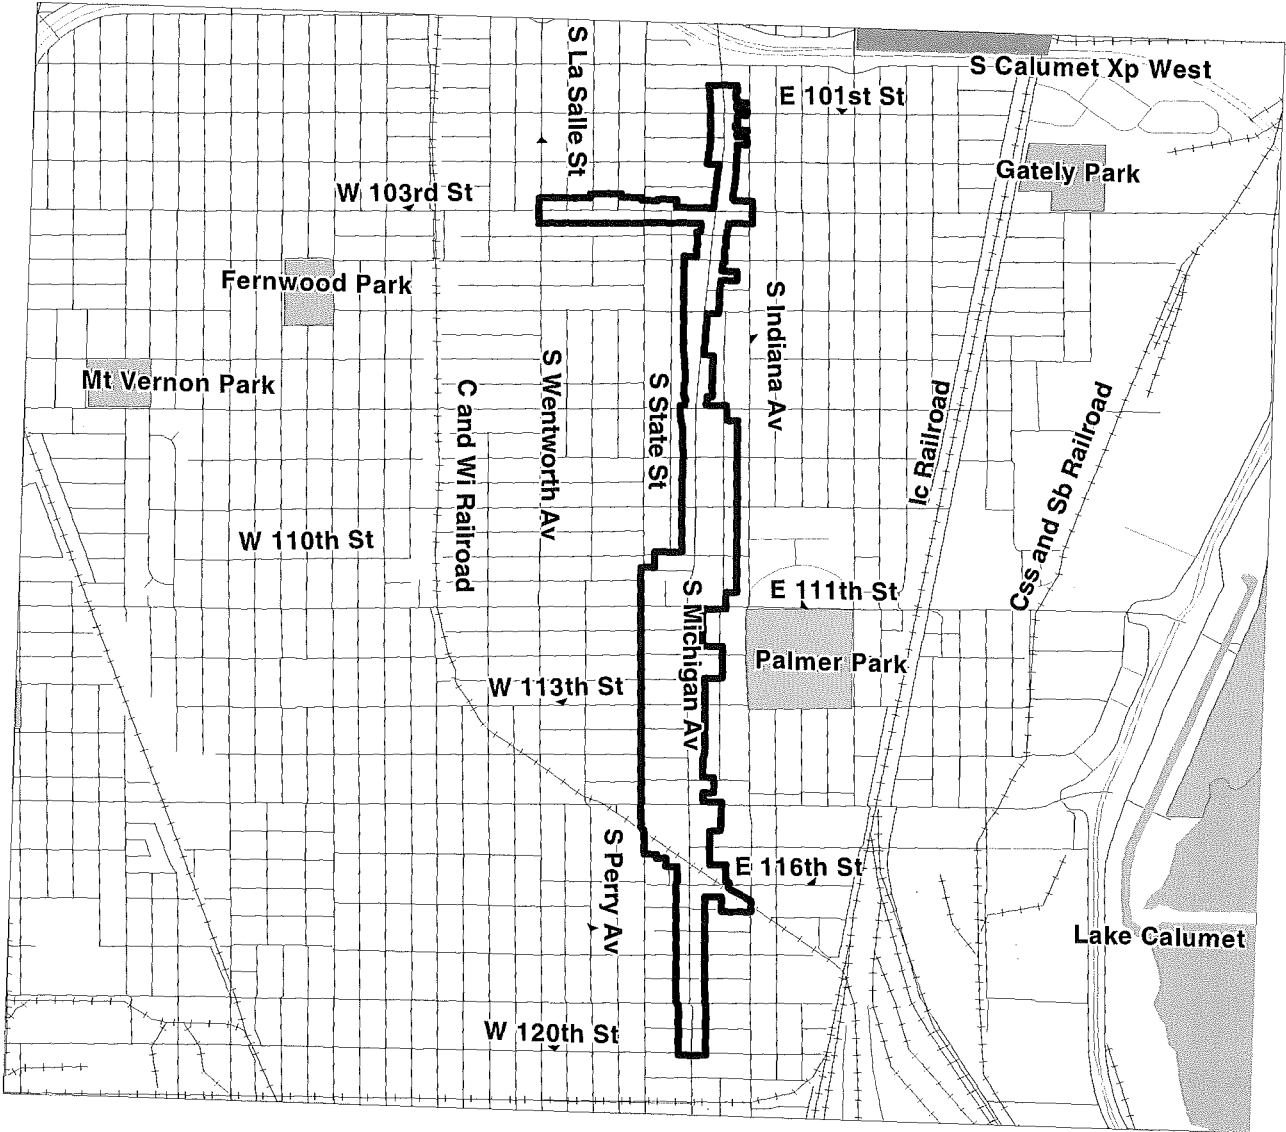 S La Salle St
S Calumet Xp West
E 101st St
Gately Park
W 103rd St
Fernwood Park
S Indiana Av
Mt Vernon Park
S Wentworth Av
S State St
C and Wi Railroad
Ic Railroad
Css and Sb Railroad
W 110th St
E 111th St
S Michigan Av
Palmer Park
W 113th St
S Perry Av
E 116th St
Lake Calumet
W 120th St